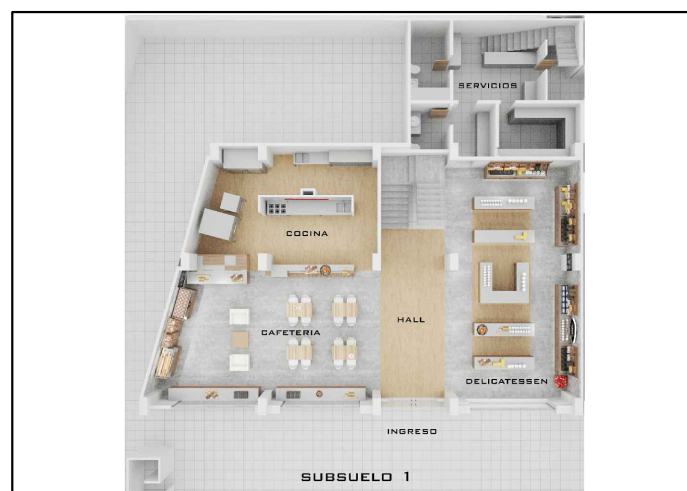 SERVICIOS
COCINA
HALL
CAFETERIA
DELICATESSEN
INGRESO
SUBSUELO 1